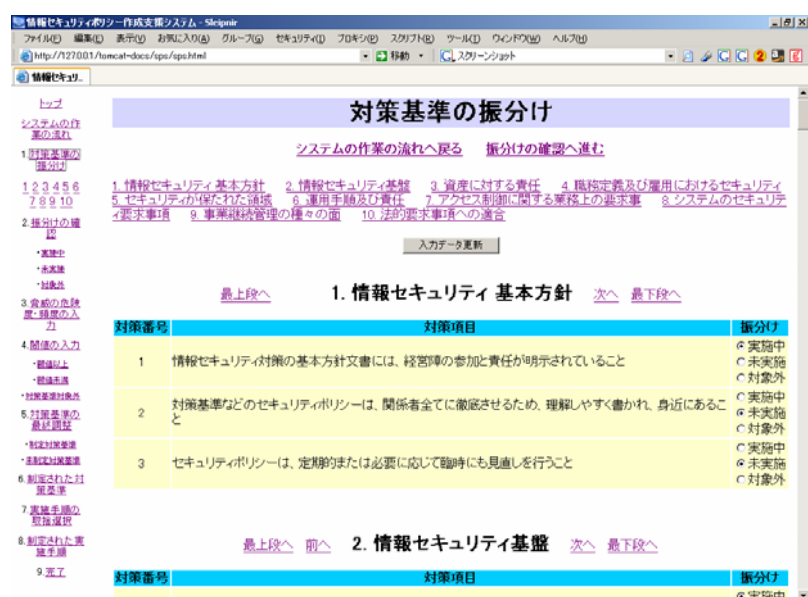 情報セキュリティポリシー作成支援システム - Sleipnir
ファイル(F) 編集(E) 表示(V) お気に入り(A) グループ(G) セキュリティ(I) プロキシ(P) スクリプト(R) ツール(T) ウィンドウ(W) ヘルプ(H)
http://127.0.0.1/tomcat-docs/sps/sps.html 移動 スクリーンショット
情報セキュリ..
トップ
システムの作業の流れ
1.対策基準の振分け
1 2 3 4 5 6
7 8 9 10
2.振分けの確認
・実施中
・未実施
・対象外
3.脅威の危険度・頻度の入力
4.閾値の入力
・閾値以上
・閾値未満
・対策基準対象外
5.対策基準の最終調整
・制定対策基準
・未制定対策基準
6.制定された対策基準
7.実施手順の取捨選択
8.制定された実施手順
9.完了
対策基準の振分け
システムの作業の流れへ戻る 振分けの確認へ進む
1. 情報セキュリティ 基本方針 2. 情報セキュリティ基盤 3. 資産に対する責任 4. 職務定義及び雇用におけるセキュリティ
5. セキュリティが保たれた領域 6. 運用手順及び責任 7. アクセス制御に関する業務上の要求事 8. システムのセキュリテ
ィ要求事項 9. 事業継続管理の種々の面 10. 法的要求事項への適合
入力データ更新
最上段へ 1. 情報セキュリティ 基本方針 次へ 最下段へ
対策番号 対策項目 振分け
1 情報セキュリティ対策の基本方針文書には、経営陣の参加と責任が明示されていること 実施中 未実施 対象外
2 対策基準などのセキュリティポリシーは、関係者全てに徹底させるため、理解しやすく書かれ、身近にあるこ
と 実施中 未実施 対象外
3 セキュリティポリシーは、定期的または必要に応じて臨時にも見直しを行うこと 実施中 未実施 対象外
最上段へ 前へ 2. 情報セキュリティ基盤 次へ 最下段へ
対策番号 対策項目 振分け
実施中